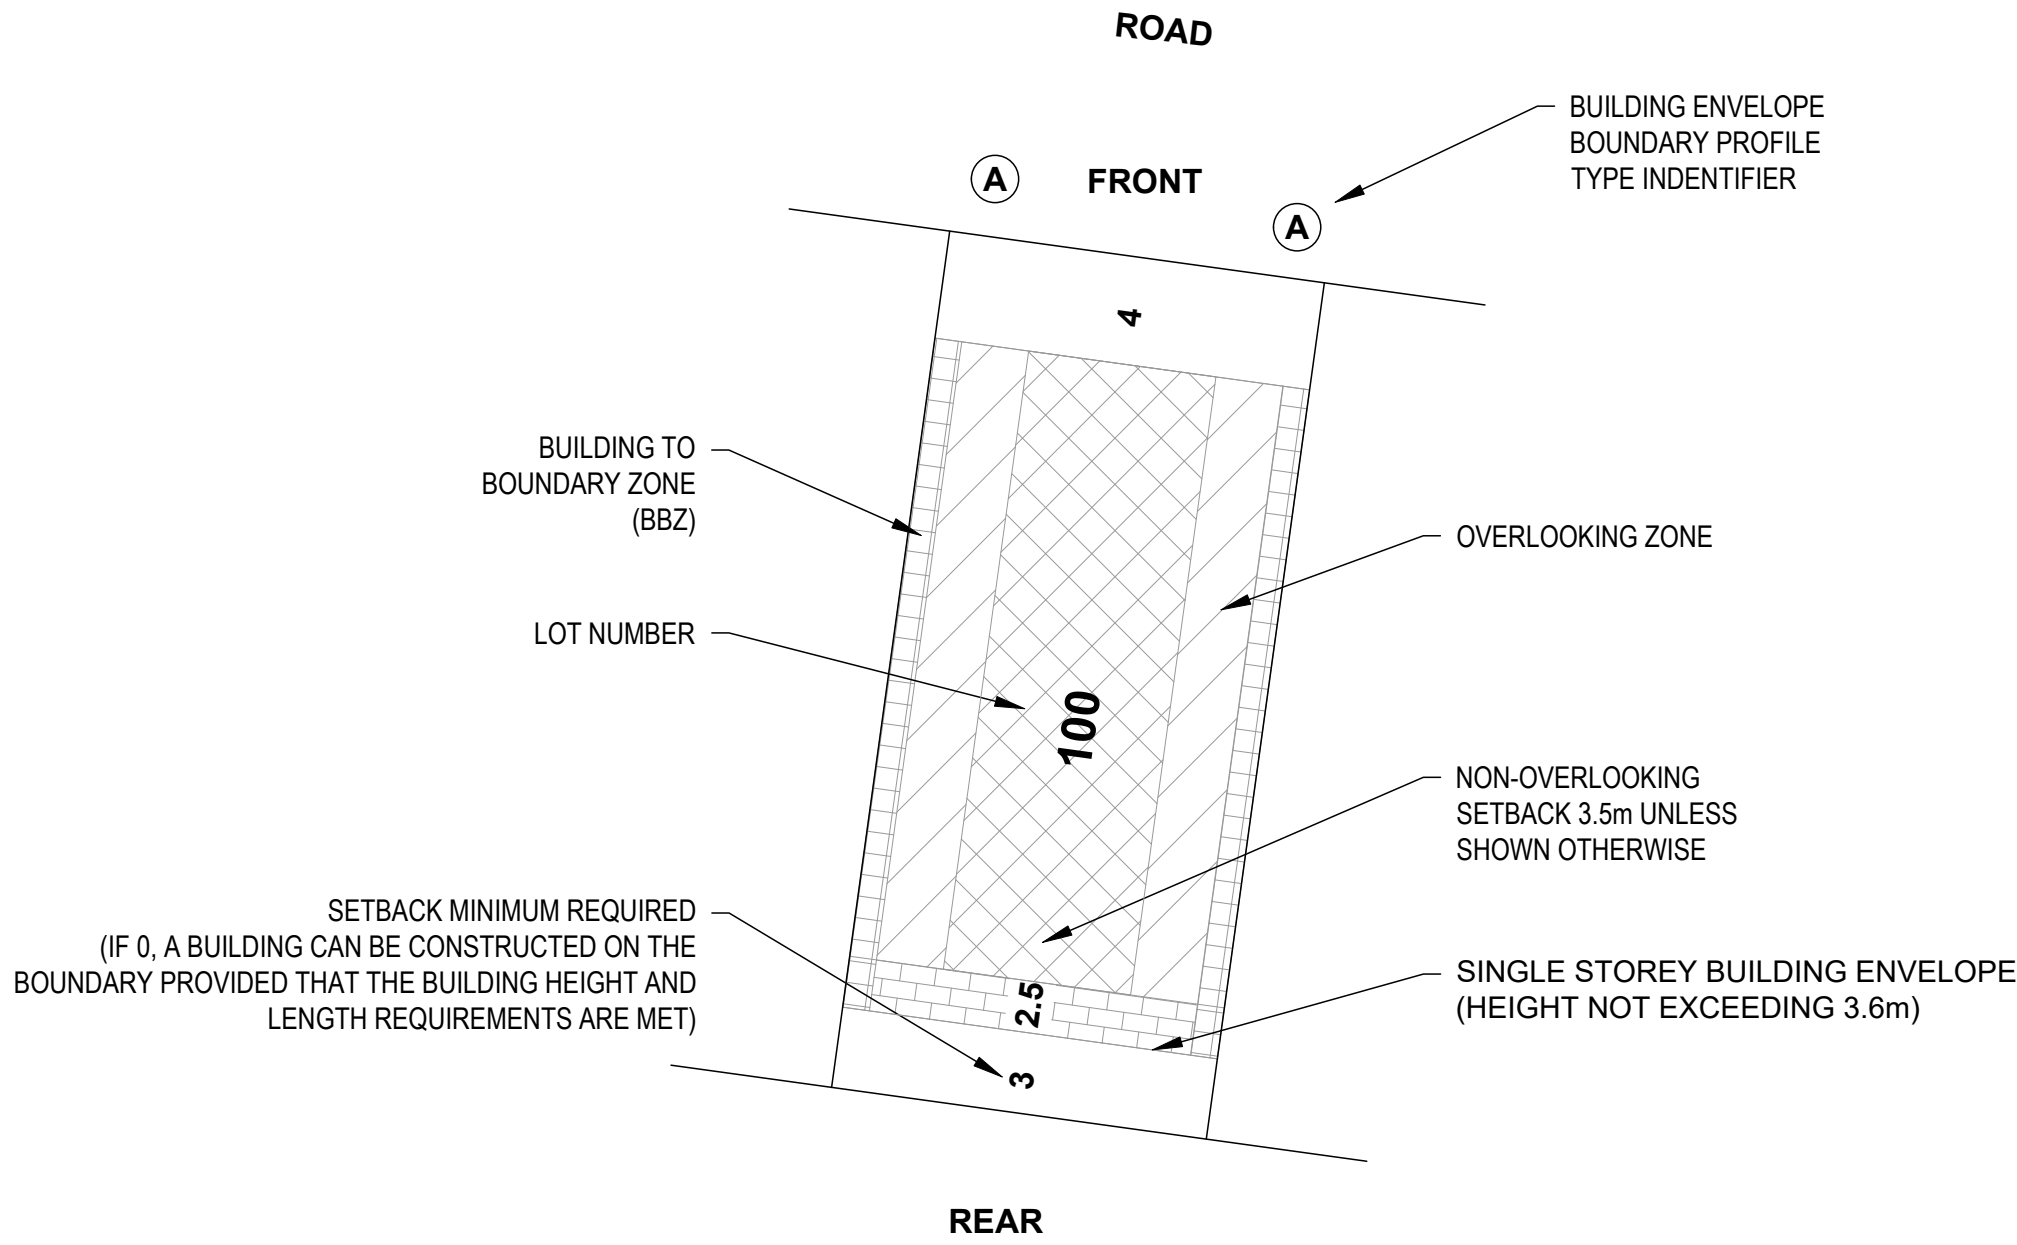 ROAD
BUILDING ENVELOPE
BOUNDARY PROFILE
TYPE INDENTIFIER
A
FRONT
A
4
BUILDING TO
BOUNDARY ZONE
(BBZ)
OVERLOOKING ZONE
LOT NUMBER
100
NON-OVERLOOKING
SETBACK 3.5m UNLESS
SHOWN OTHERWISE
SETBACK MINIMUM REQUIRED
(IF 0, A BUILDING CAN BE CONSTRUCTED ON THE
BOUNDARY PROVIDED THAT THE BUILDING HEIGHT AND
LENGTH REQUIREMENTS ARE MET)
SINGLE STOREY BUILDING ENVELOPE
(HEIGHT NOT EXCEEDING 3.6m)
2.5
3
REAR